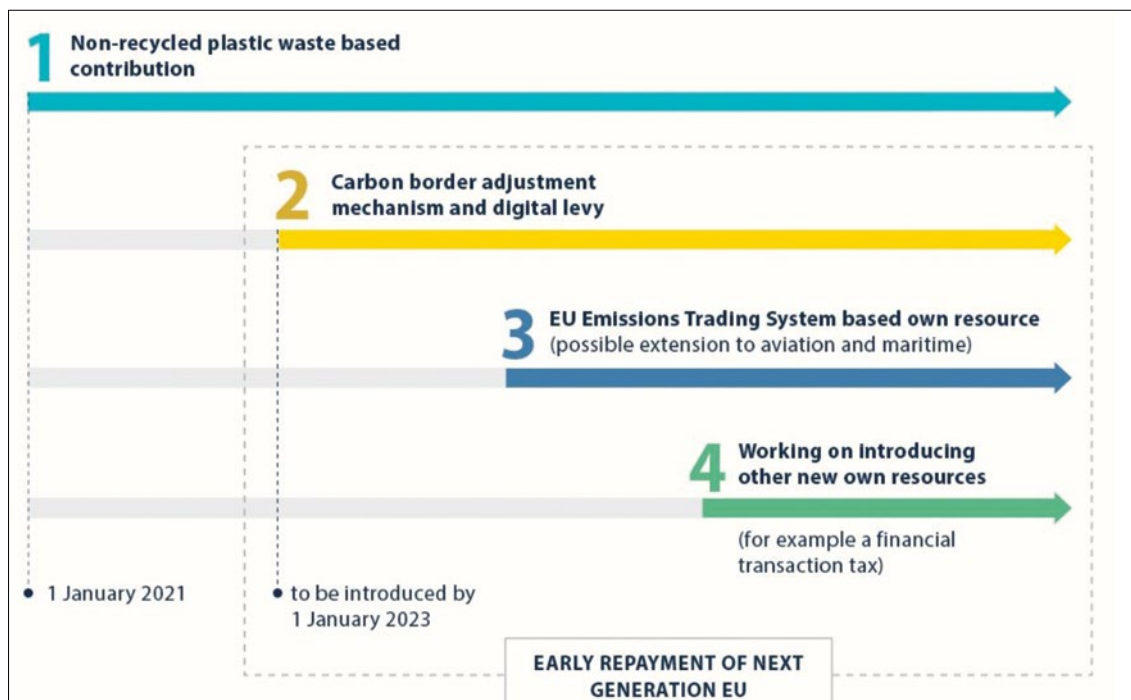 1 Non-recycled plastic waste based
contribution
2 Carbon border adjustment
mechanism and digital levy
3 EU Emissions Trading System based own resource
(possible extension to aviation and maritime)
4 Working on introducing
other new own resources
(for example a financial
transaction tax)
• 1 January 2021
• to be introduced by
1 January 2023
EARLY REPAYMENT OF NEXT
GENERATION EU